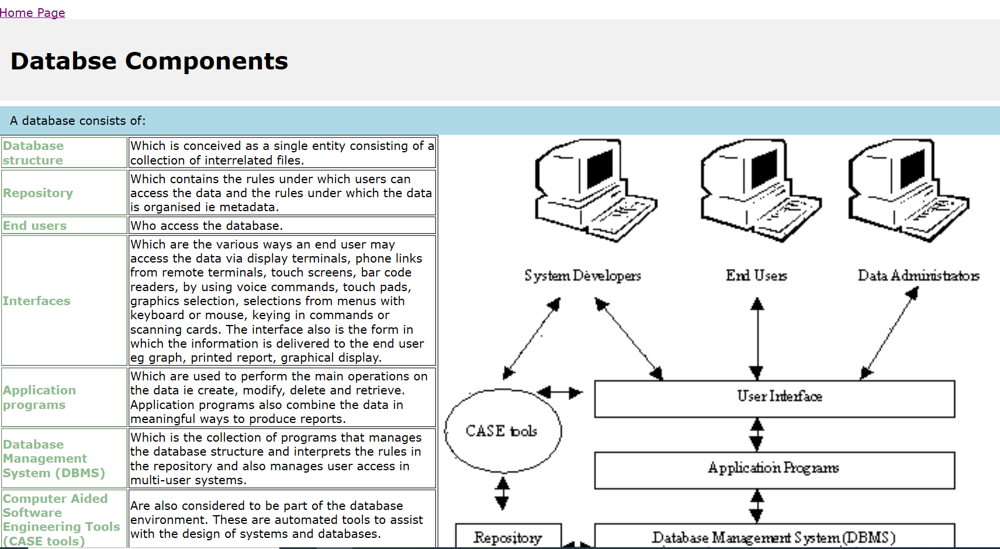 Home Page
Databse Components
A database consists of:
Database
structure
Which is conceived as a single entity consisting of a
collection of interrelated files.
Repository
Which contains the rules under which users can
access the data and the rules under which the data
is organised ie metadata.
End users
Who access the database.
Interfaces
Which are the various ways an end user may
access the data via display terminals, phone links
from remote terminals, touch screens, bar code
readers, by using voice commands, touch pads,
graphics selection, selections from menus with
keyboard or mouse, keying in commands or
scanning cards. The interface also is the form in
which the information is delivered to the end user
eg graph, printed report, graphical display.
Application
programs
Which are used to perform the main operations on
the data ie create, modify, delete and retrieve.
Application programs also combine the data in
meaningful ways to produce reports.
Database
Management
System (DBMS)
Which is the collection of programs that manages
the database structure and interprets the rules in
the repository and also manages user access in
multi-user systems.
Computer Aided
Software
Engineering Tools
(CASE tools)
Are also considered to be part of the database
environment. These are automated tools to assist
with the design of systems and databases.
System Developers
End Users
Data Administrators
User Interface
CASE tools
Application Programs
Repository
Database Management System (DBMS)